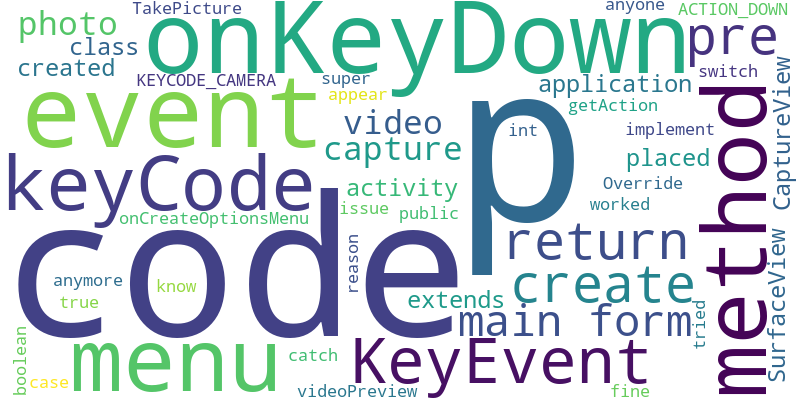 TakePicture
anyone
ACTION_DOWN
photo
onKeyDown
pre
class
created
KEYCODE_CAMERA
super
appear
application
switch
getAction
event
video
int
implement
capture
p
placed
method
CaptureView
keyCode
activity
Override
issue
public
worked
onCreateOptionsMenu
code
return
reason
anymore
know
true
create
extends
main form
SurfaceView
tried
boolean
menu
catch
KeyEvent
case
videoPreview
fine